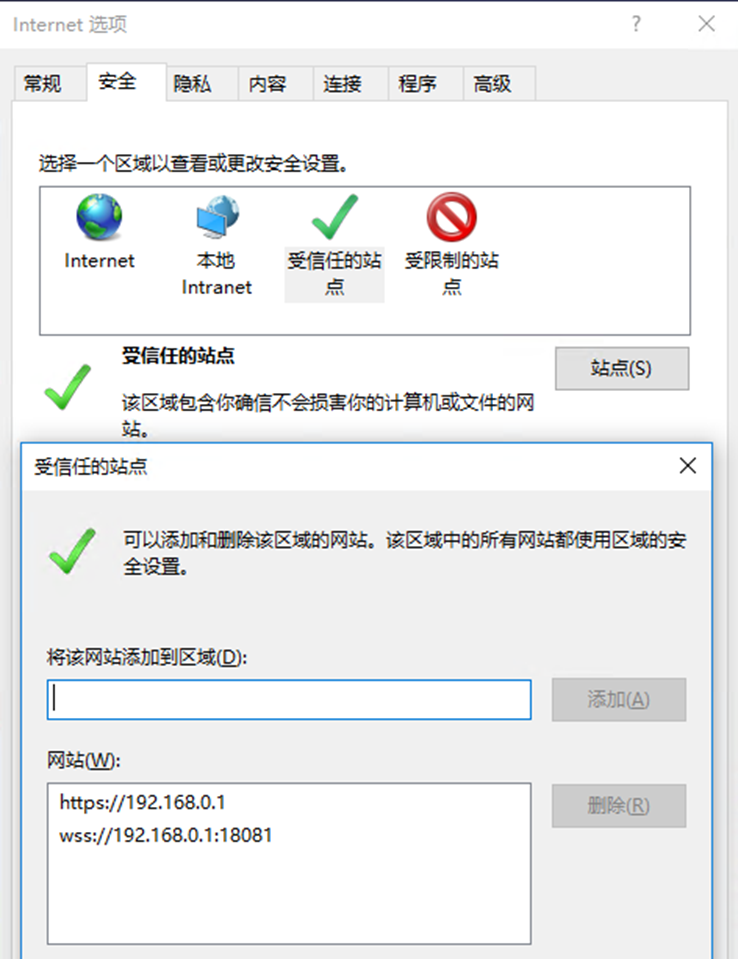 Internet 选项
常规 安全 隐私 内容 连接 程序 高级
选择一个区域以查看或更改安全设置。
Internet
本地
Intranet
受信任的站
点
受限制的站
点
受信任的站点
站点(S)
该区域包含你确信不会损害你的计算机或文件的网
站。
受信任的站点
可以添加和删除该区域的网站。该区域中的所有网站都使用区域的安
全设置。
将该网站添加到区域(D):
添加(A)
网站(W):
https://192.168.0.1
wss://192.168.0.1:18081
删除(R)